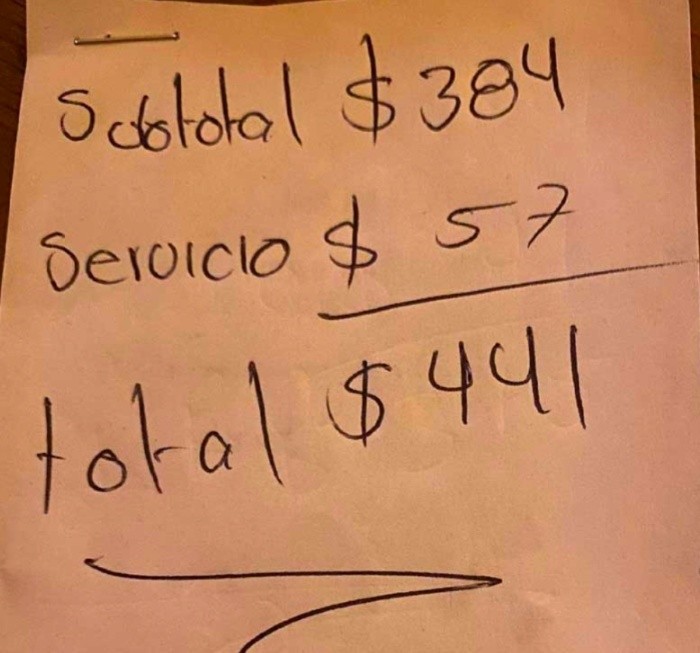 Subtotal $ 384
Servicio $ 57
total $ 441